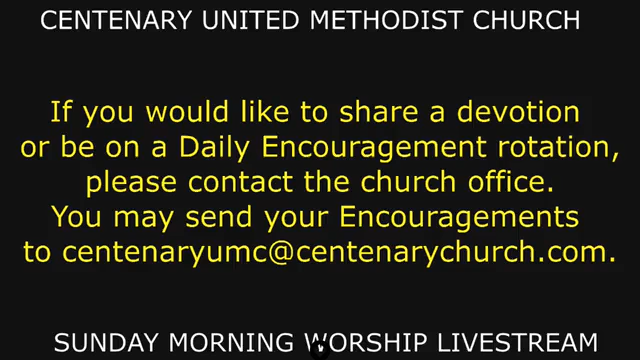 CENTENARY UNITED METHODIST CHURCH
If you would like to share a devotion
or be on a Daily Encouragement rotation,
please contact the church office.
You may send your Encouragements
to centenaryumc@centenarychurch.com.
SUNDAY MORNING WORSHIP LIVESTREAM